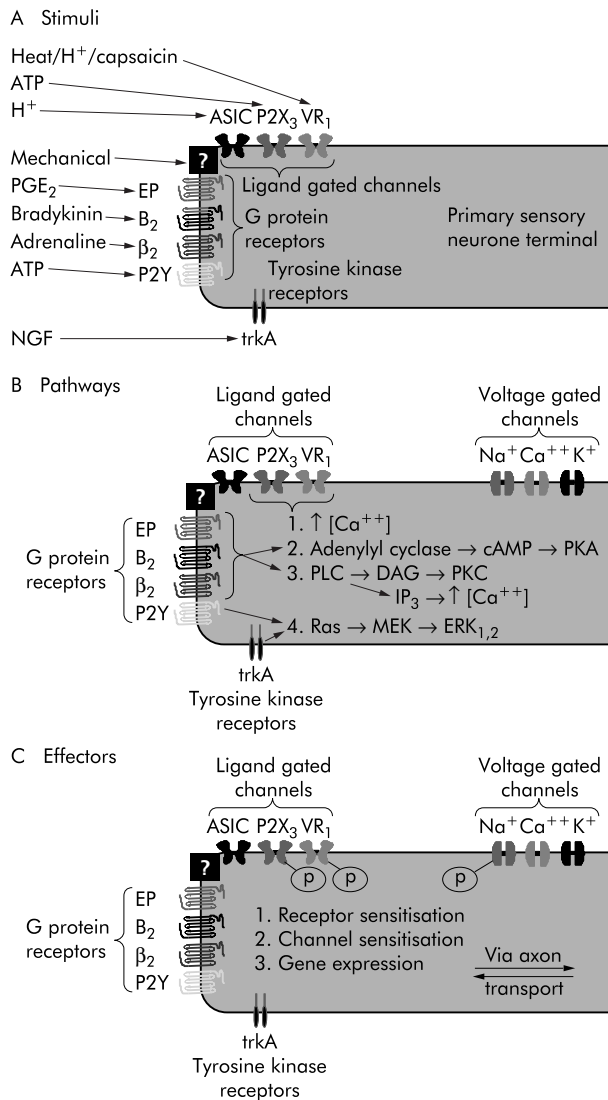 A Stimuli
Heat/H⁺/capsaicin
ATP
H⁺
ASIC P2X₃ VR₁
Mechanical
?
PGE₂
EP
Ligand gated channels
Bradykinin
B₂
G protein
receptors
Primary sensory
neurone terminal
Adrenaline
β₂
ATP
P2Y
Tyrosine kinase
receptors
NGF
trkA
B Pathways
Ligand gated
channels
Voltage gated
channels
ASIC P2X₃ VR₁
Na⁺ Ca⁺⁺ K⁺
?
G protein
receptors
EP
B₂
β₂
P2Y
1. ↑ [Ca⁺⁺]
2. Adenylyl cyclase → cAMP → PKA
3. PLC → DAG → PKC
IP₃ → ↑ [Ca⁺⁺]
4. Ras → MEK → ERK₁,₂
trkA
Tyrosine kinase
receptors
C Effectors
Ligand gated
channels
Voltage gated
channels
ASIC P2X₃ VR₁
Na⁺ Ca⁺⁺ K⁺
?
p
p
p
G protein
receptors
EP
B₂
β₂
P2Y
1. Receptor sensitisation
2. Channel sensitisation
3. Gene expression
Via axon
transport
trkA
Tyrosine kinase
receptors